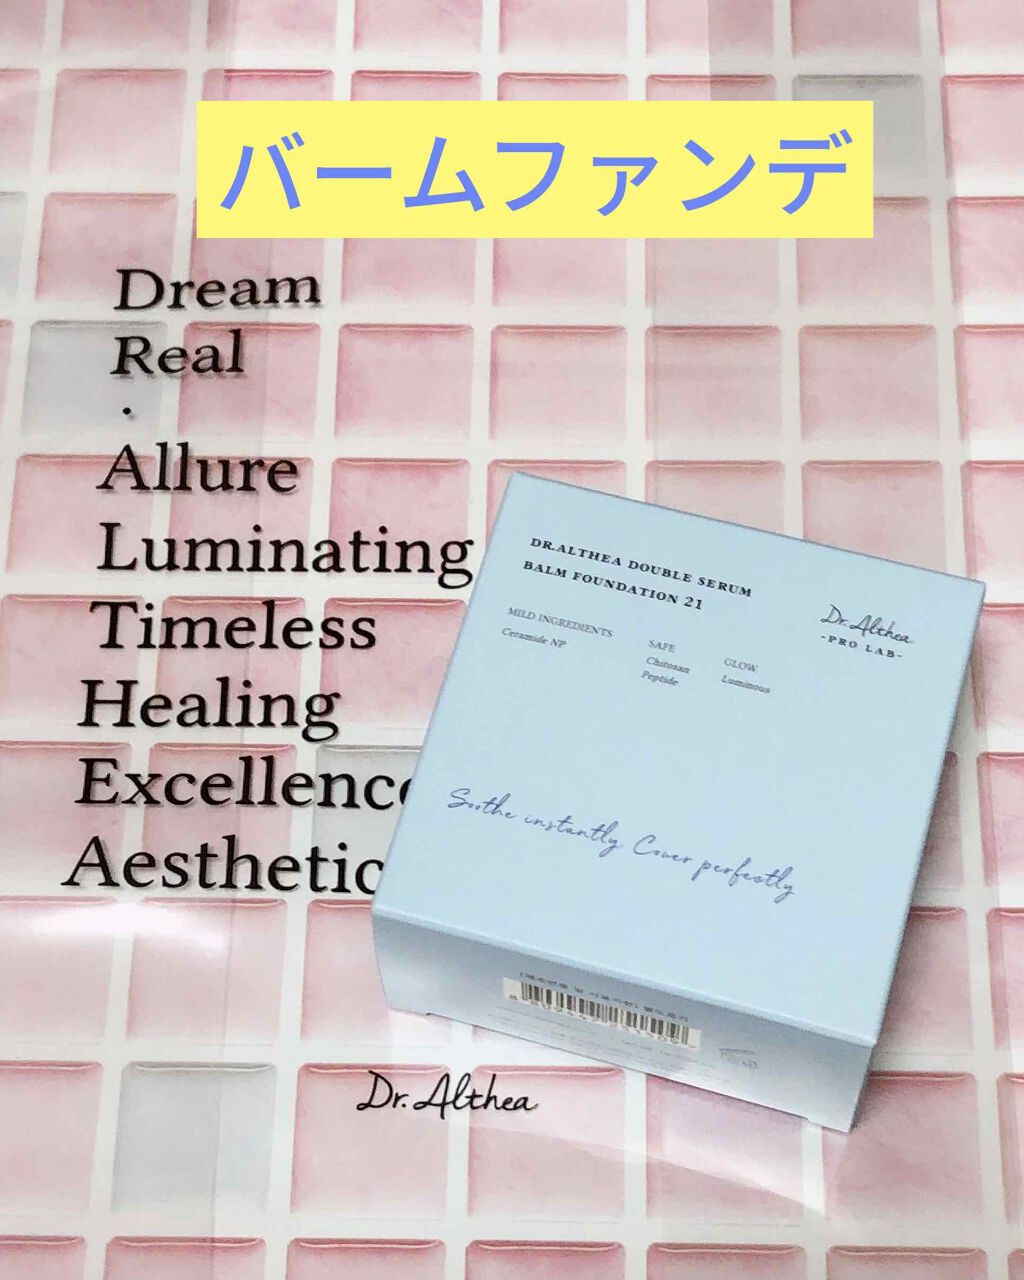 バームファンデ
Dream
Real
.
Allure
Luminating
Timeless
Healing
Excellenc
Aesthetic
DR.ALTHEA DOUBLE SERUM
BALM FOUNDATION 21
Dr. Althea
-PRO LAB-
MILD INGREDIENTS
Ceramide NP
SAFE
Chitosan
Peptide
GLOW
Luminous
Soothe instantly Cover perfectly
Dr. Althea